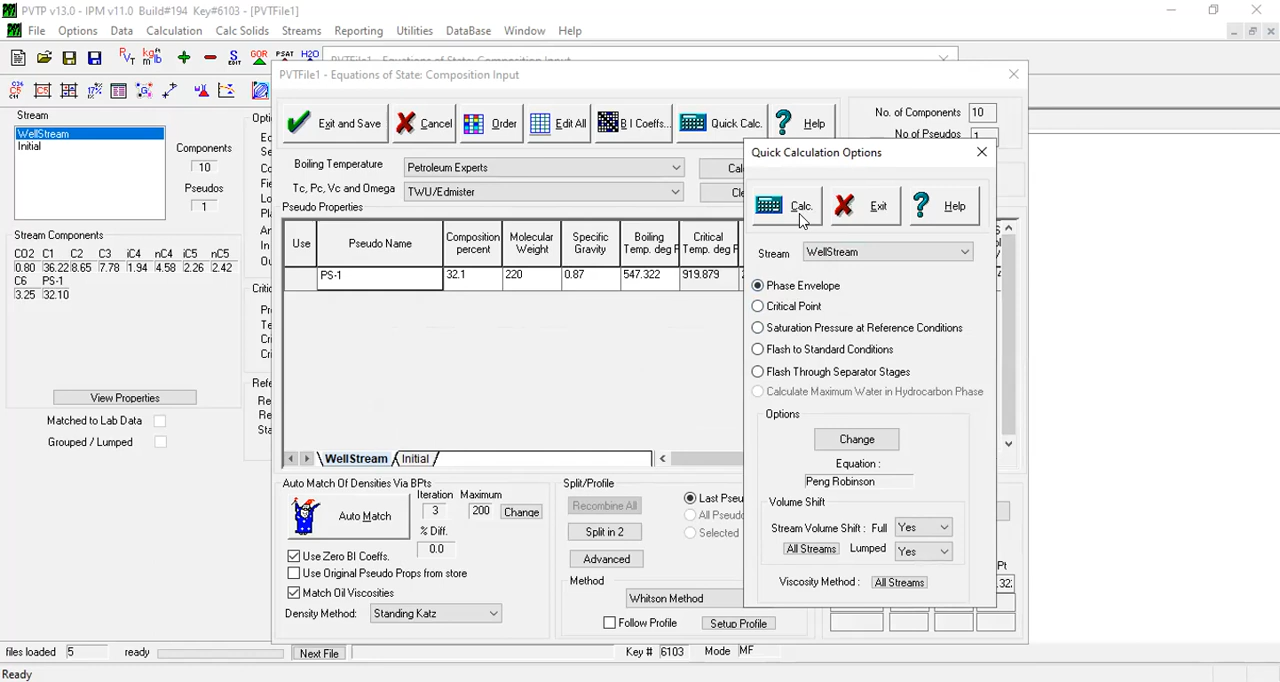 PVTP v13.0 - IPM v11.0 Build#194 Key#6103 - [PVTFile1]
File Options Data Calculation Calc Solids Streams Reporting Utilities DataBase Window Help
PVTFile1 - Equations of State: Composition Input
Exit and Save Cancel Order Edit All B I Coeffs... Quick Calc. Help
No. of Components 10
No of Pseudos 1
Boiling Temperature Petroleum Experts
Tc, Pc, Vc and Omega TWU/Edmister
Pseudo Properties
Use Pseudo Name Composition percent Molecular Weight Specific Gravity Boiling Temp. deg F Critical Temp. deg F
PS-1 32.1 220 0.87 547.322 919.879
WellStream Initial
Auto Match Of Densities Via BPts
Iteration Maximum
Auto Match 3 200 Change
% Diff.
0.0
Use Zero BI Coeffs.
Use Original Pseudo Props from store
Match Oil Viscosities
Density Method: Standing Katz
Split/Profile
Recombine All
Split in 2
Advanced
Last Pseu
All Pseudo
Selected
Method
Whitson Method
Follow Profile Setup Profile
Stream
WellStream
Initial
Components
10
Pseudos
1
Stream Components
CO2 C1 C2 C3 iC4 nC4 iC5 nC5
0.80 36.22 8.65 7.78 1.94 4.58 2.26 2.42
C6 PS-1
3.25 32.10
View Properties
Matched to Lab Data
Grouped / Lumped
Quick Calculation Options
Calc. Exit Help
Stream WellStream
Phase Envelope
Critical Point
Saturation Pressure at Reference Conditions
Flash to Standard Conditions
Flash Through Separator Stages
Calculate Maximum Water in Hydrocarbon Phase
Options
Change
Equation :
Peng Robinson
Volume Shift
Stream Volume Shift : Full Yes
All Streams Lumped Yes
Viscosity Method : All Streams
files loaded 5 ready Next File Key # 6103 Mode MF
Ready